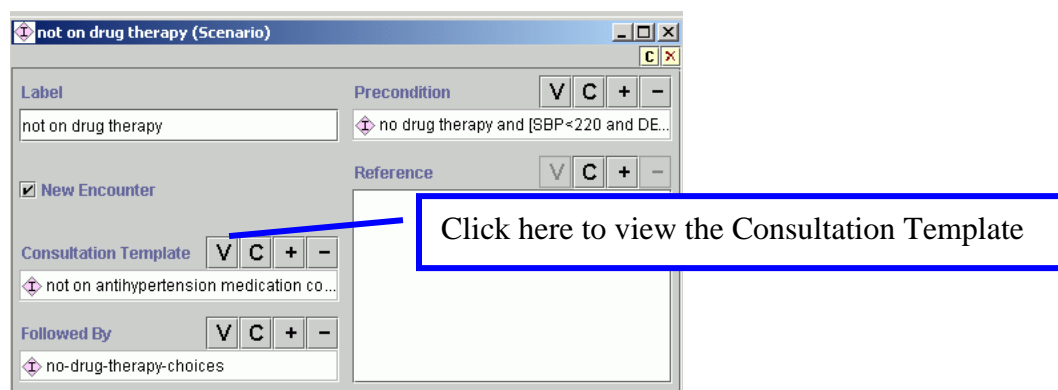 not on drug therapy (Scenario)
C
Label
not on drug therapy
Precondition
V C + −
no drug therapy and [SBP<220 and DE...
New Encounter
Reference
V C + −
Click here to view the Consultation Template
Consultation Template
V C + −
not on antihypertension medication co...
Followed By
V C + −
no-drug-therapy-choices